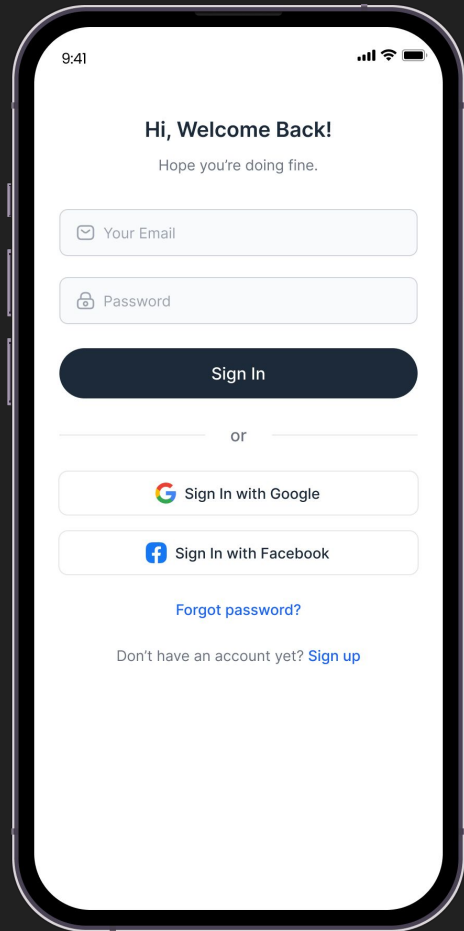 9:41
Hi, Welcome Back!
Hope you're doing fine.
Your Email
Password
Sign In
or
Sign In with Google
Sign In with Facebook
Forgot password?
Don't have an account yet? Sign up